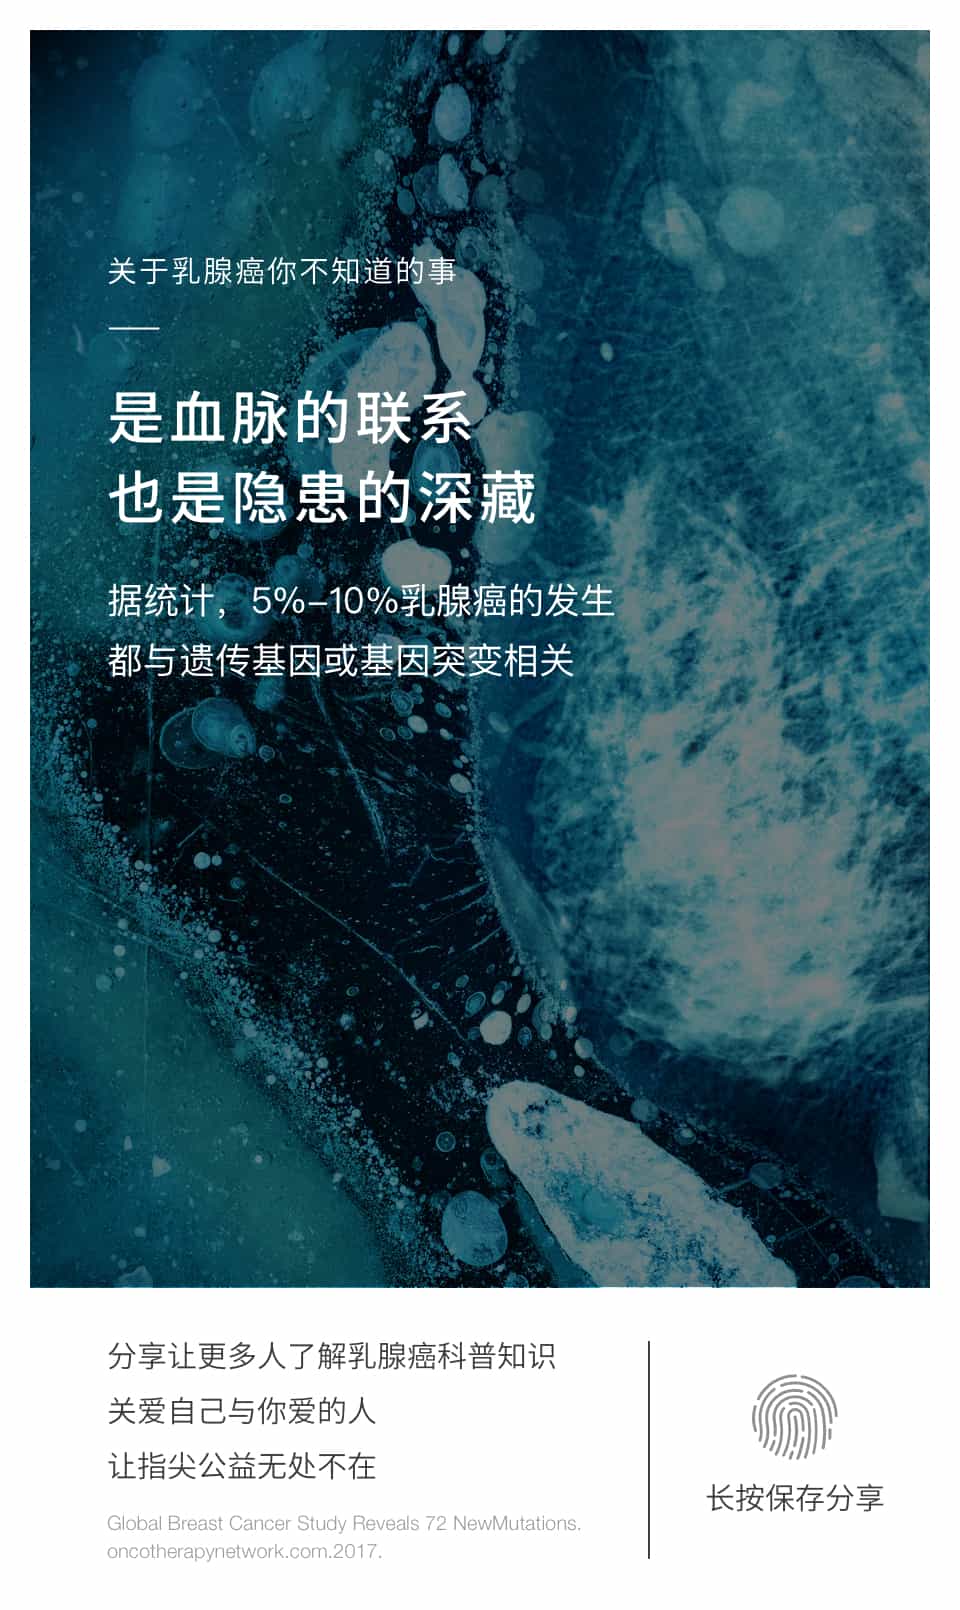 关于乳腺癌你不知道的事
是血脉的联系
也是隐患的深藏
据统计，5%–10%乳腺癌的发生
都与遗传基因或基因突变相关
分享让更多人了解乳腺癌科普知识
关爱自己与你爱的人
让指尖公益无处不在
Global Breast Cancer Study Reveals 72 NewMutations.
oncotherapynetwork.com.2017.
长按保存分享